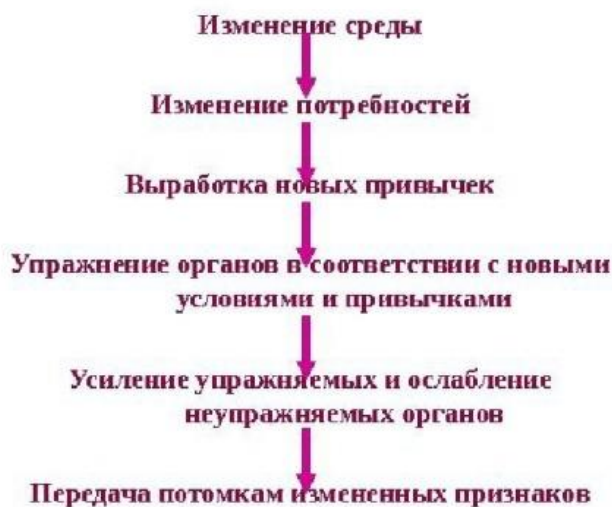 Изменение среды
Изменение потребностей
Выработка новых привычек
Упражнение органов в соответствии с новыми
условиями и привычками
Усиление упражняемых и ослабление
неупражняемых органов
Передача потомкам измененных признаков